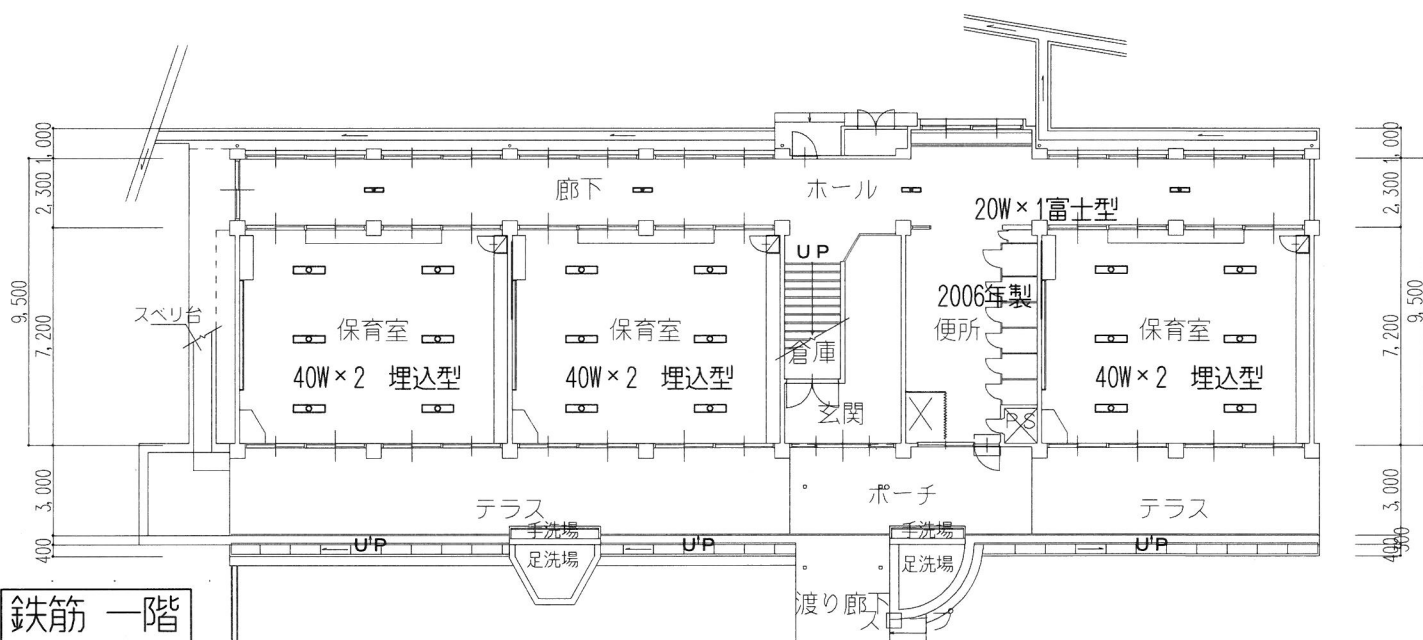 廊下
ホール
20W×1富士型
UP
2006年製
スベリ台
保育室
保育室
倉庫
便所
保育室
40W×2 埋込型
40W×2 埋込型
40W×2 埋込型
玄関
PS
テラス
ポーチ
テラス
手洗場
手洗場
UP
UP
UP
足洗場
足洗場
渡り廊下
スロープ
鉄筋 一階
1,000
2,300
9,500
7,200
3,000
400
1,000
2,300
9,500
7,200
3,000
400